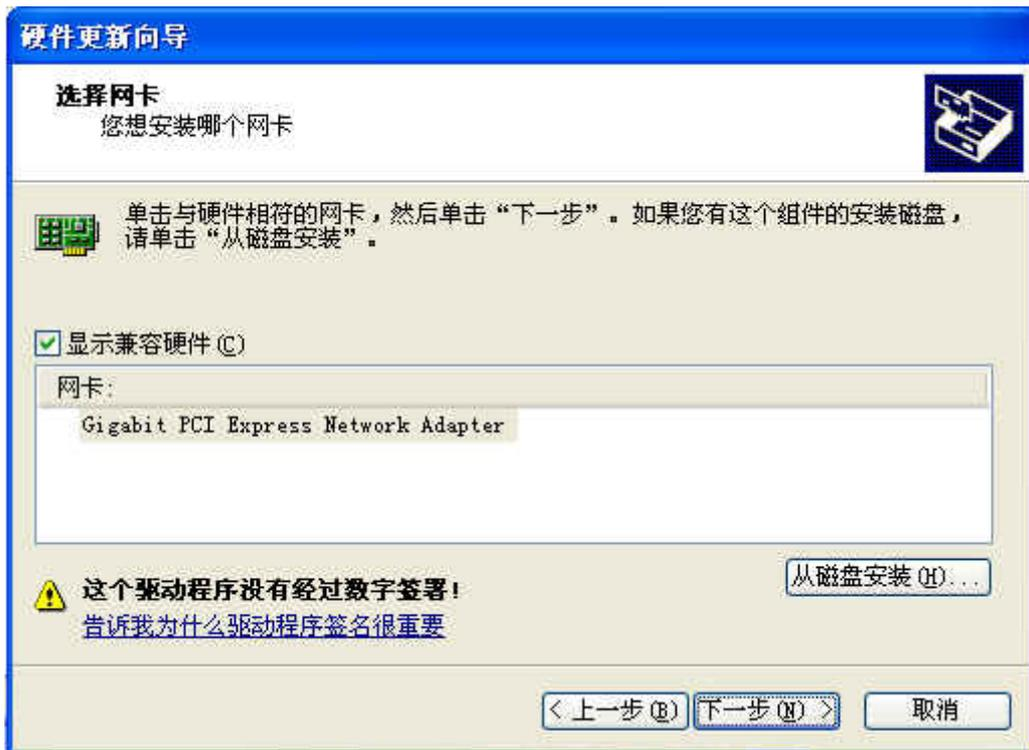 硬件更新向导
选择网卡
您想安装哪个网卡
单击与硬件相符的网卡，然后单击“下一步”。如果您有这个组件的安装磁盘，
请单击“从磁盘安装”。
显示兼容硬件(C)
网卡:
Gigabit PCI Express Network Adapter
这个驱动程序没有经过数字签署!
从磁盘安装(H)...
告诉我为什么驱动程序签名很重要
< 上一步(B) 下一步(N) > 取消